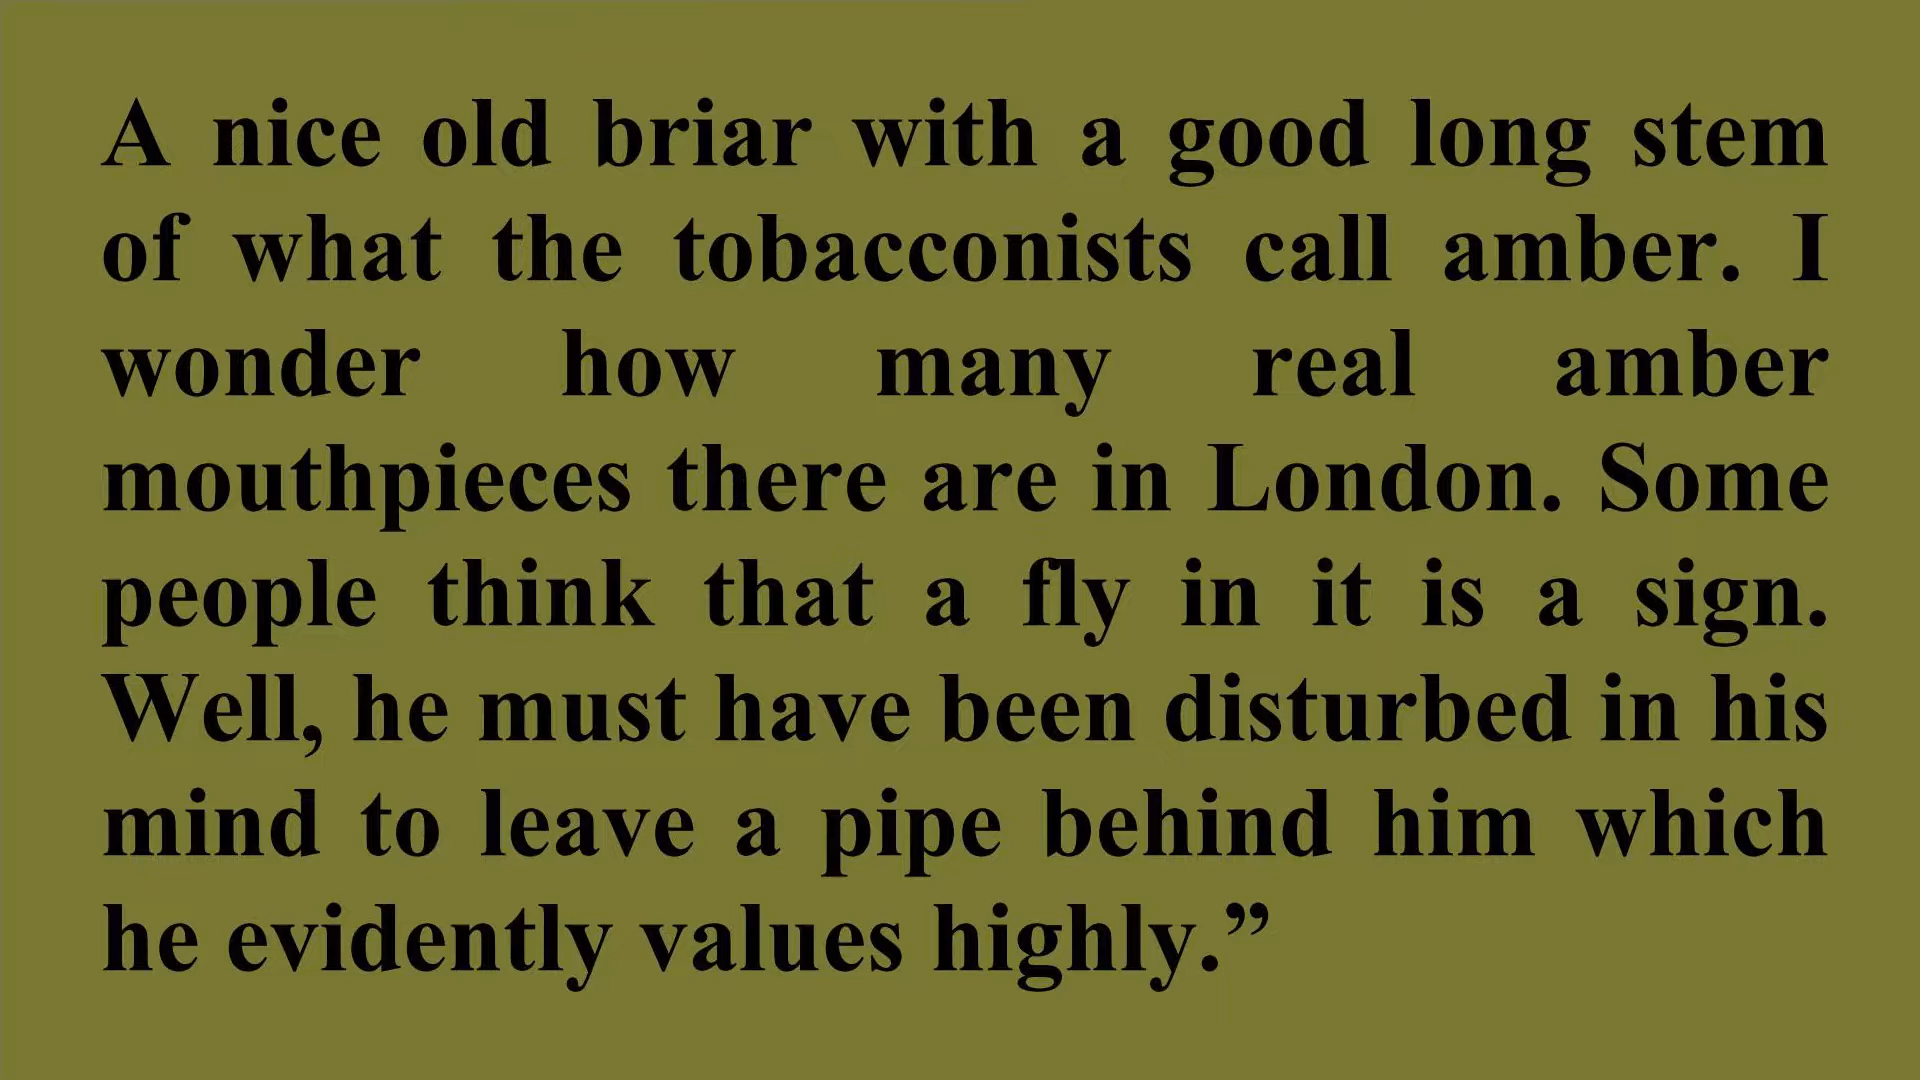 A nice old briar with a good long stem
of what the tobacconists call amber. I
wonder how many real amber
mouthpieces there are in London. Some
people think that a fly in it is a sign.
Well, he must have been disturbed in his
mind to leave a pipe behind him which
he evidently values highly.”